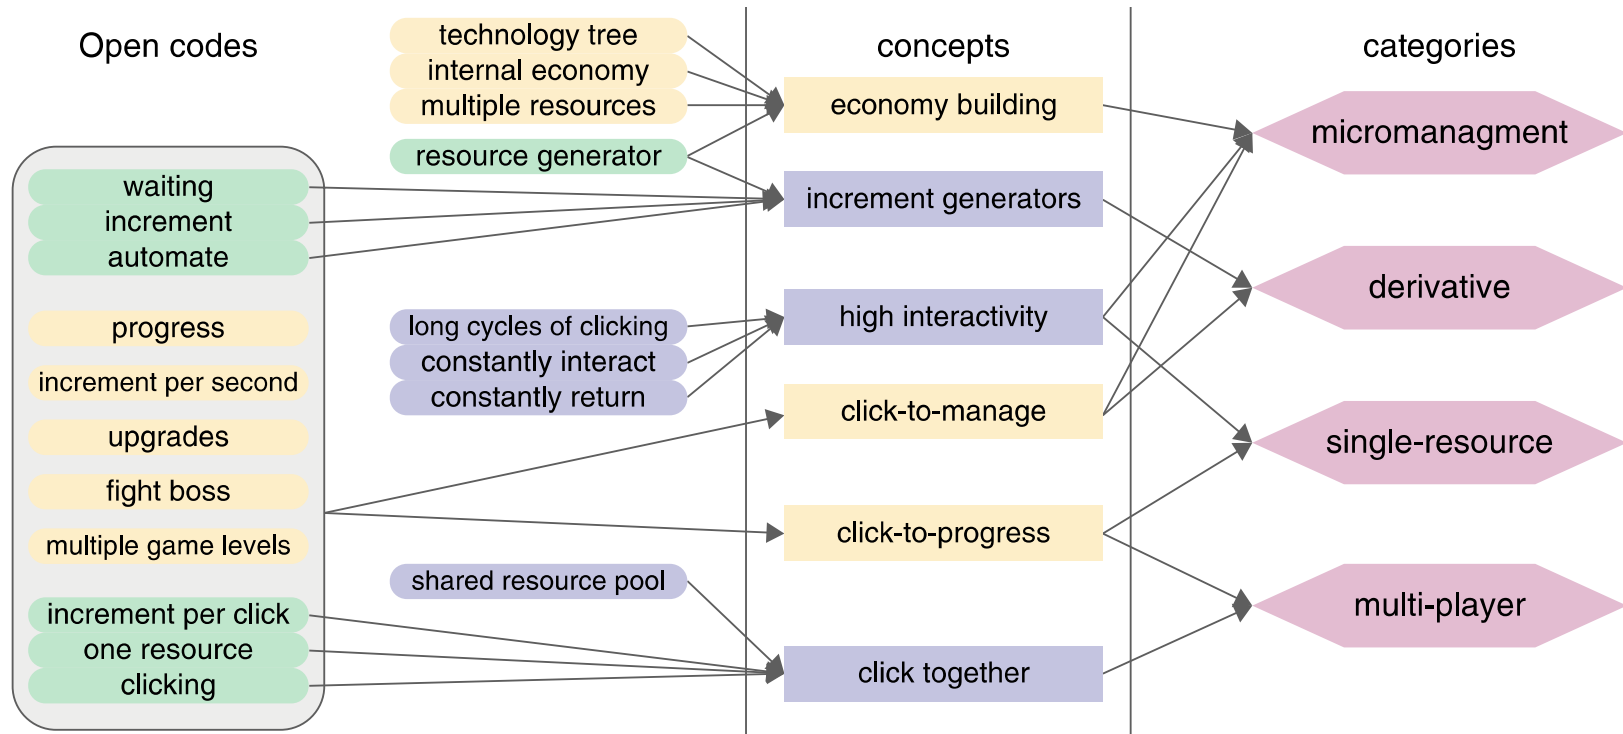 Open codes
waiting
increment
automate
progress
increment per second
upgrades
fight boss
multiple game levels
increment per click
one resource
clicking
technology tree
internal economy
multiple resources
resource generator
long cycles of clicking
constantly interact
constantly return
shared resource pool
concepts
economy building
increment generators
high interactivity
click-to-manage
click-to-progress
click together
categories
micromanagment
derivative
single-resource
multi-player